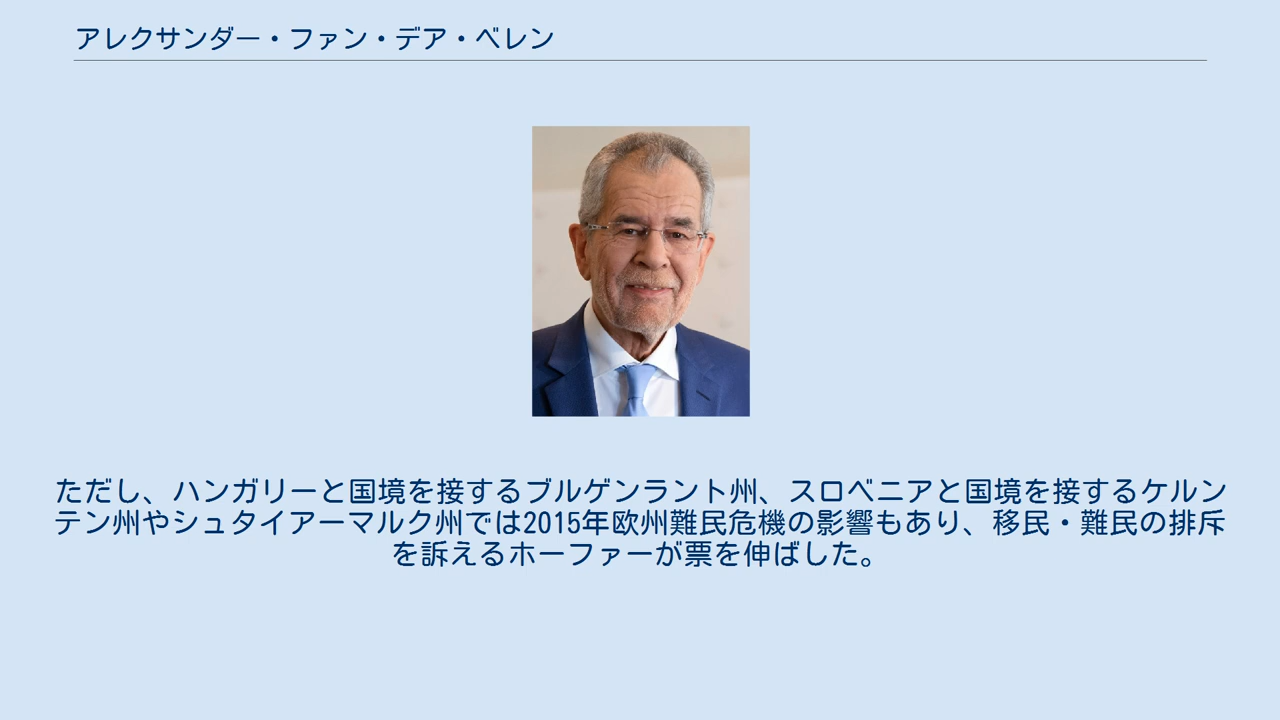 アレクサンダー・ファン・デア・ベレン
ただし、ハンガリーと国境を接するブルゲンラント州、スロベニアと国境を接するケルン
テン州やシュタイアーマルク州では2015年欧州難民危機の影響もあり、移民・難民の排斥
を訴えるホーファーが票を伸ばした。